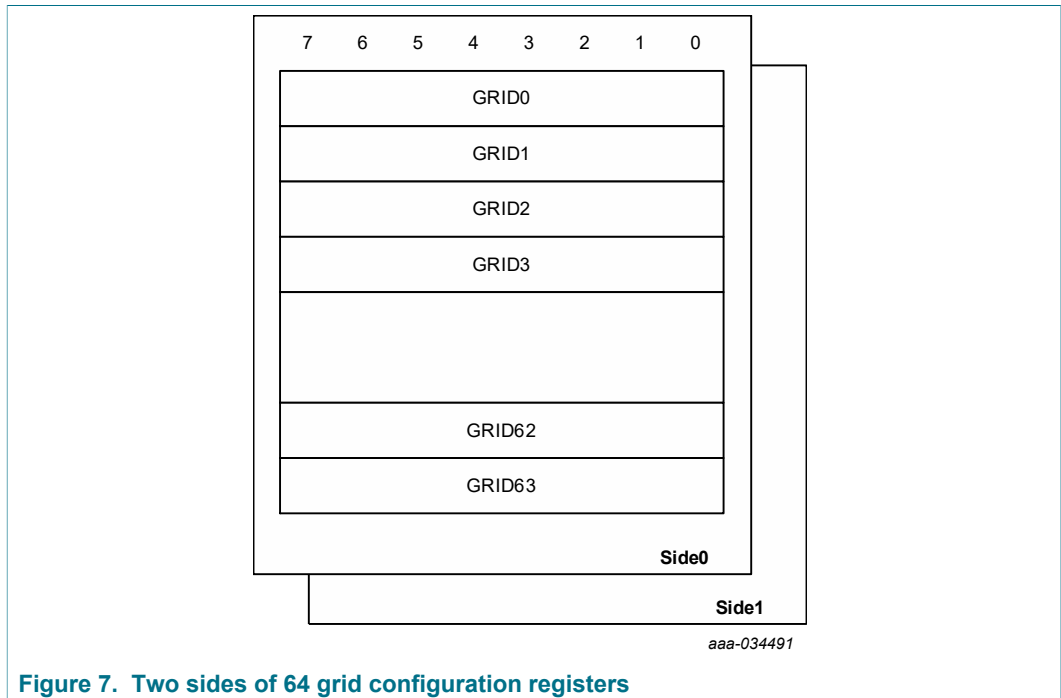 7 6 5 4 3 2 1 0
GRID0
GRID1
GRID2
GRID3
GRID62
GRID63
Side0
Side1
aaa-034491
Figure 7. Two sides of 64 grid configuration registers